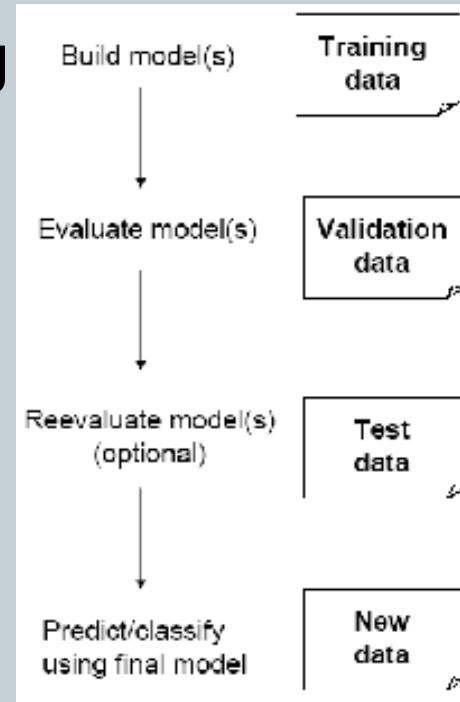 g
Build model(s)
Training
data
Evaluate model(s)
Validation
data
Reevaluate model(s)
(optional)
Test
data
Predict/classify
using final model
New
data